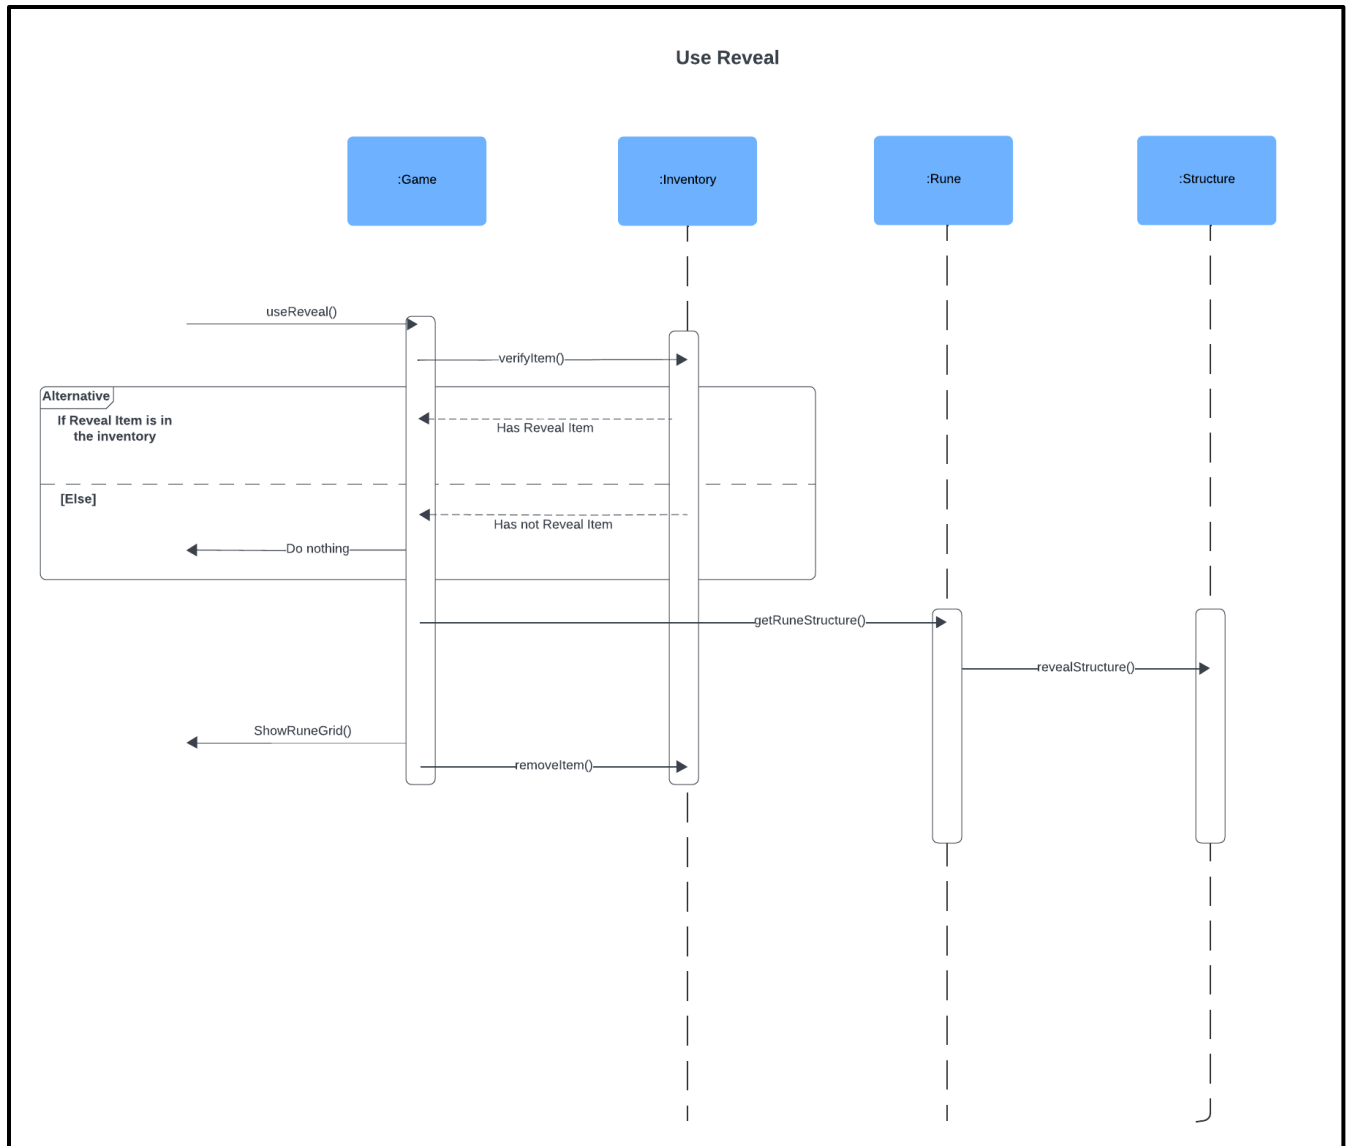 Use Reveal
:Game
:Inventory
:Rune
:Structure
useReveal()
verifyItem()
Alternative
If Reveal Item is in
the inventory
Has Reveal Item
[Else]
Has not Reveal Item
Do nothing
getRuneStructure()
revealStructure()
ShowRuneGrid()
removeItem()